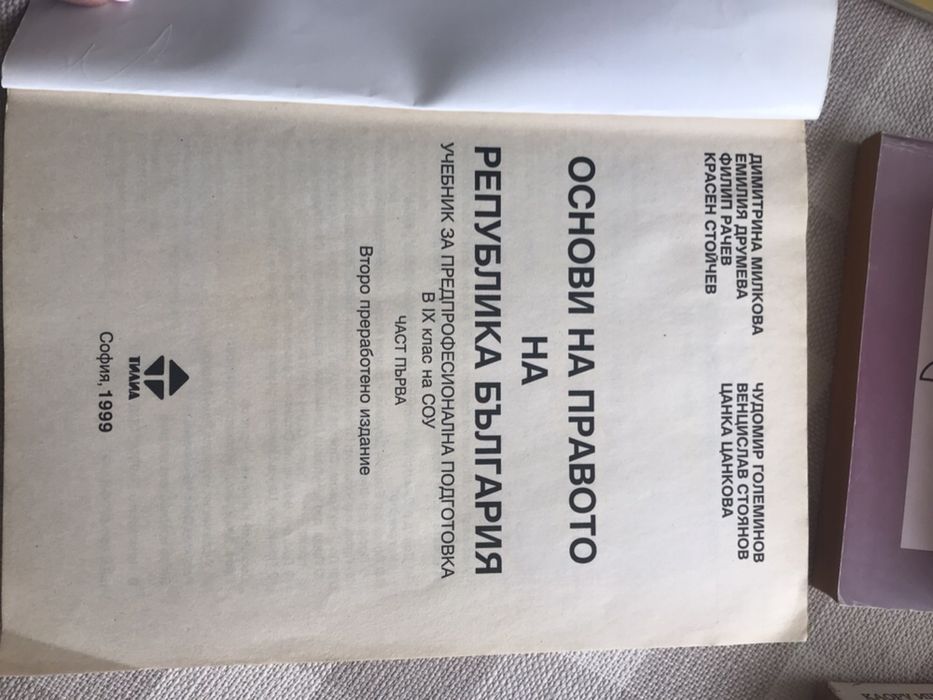 ДИМИТРИНА МИЛКОВА
ЕМИЛИЯ ДРУМЕВА
ФИЛИП РАЧЕВ
КРАСЕН СТОЙЧЕВ
ЧУДОМИР ГОЛЕМИНОВ
ВЕНЦИСЛАВ СТОЯНОВ
ЦАНКА ЦАНКОВА
ОСНОВИ НА ПРАВОТО
НА
РЕПУБЛИКА БЪЛГАРИЯ
УЧЕБНИК ЗА ПРЕДПРОФЕСИОНАЛНА ПОДГОТОВКА
В IX клас на СОУ
ЧАСТ ПЪРВА
Второ преработено издание
ТИЛИА
София, 1999